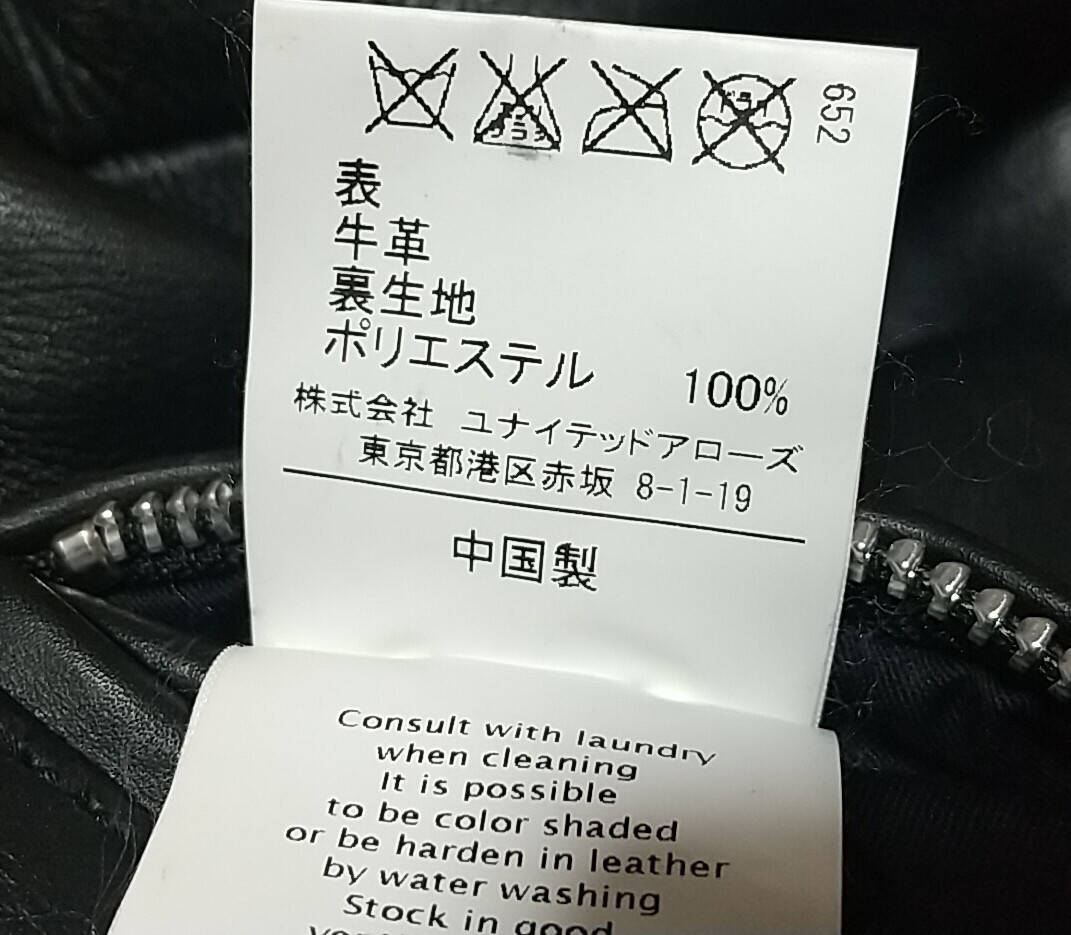 652
表
牛革
裏生地
ポリエステル 100%
株式会社 ユナイテッドアローズ
東京都港区赤坂 8-1-19
中国製
Consult with laundry
when cleaning
It is possible
to be color shaded
or be harden in leather
by water washing
Stock in good